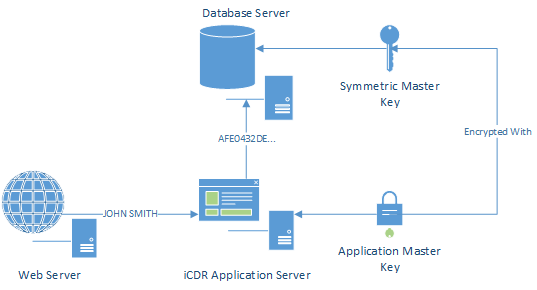 Database Server
Symmetric Master
Key
AFE0432DE...
Encrypted With
JOHN SMITH
Web Server
iCDR Application Server
Application Master
Key